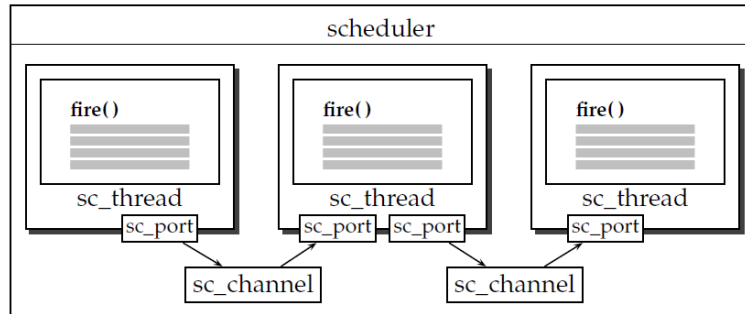 scheduler
fire()
fire()
fire()
sc_thread
sc_thread
sc_thread
sc_port
sc_port
sc_port
sc_port
sc_channel
sc_channel